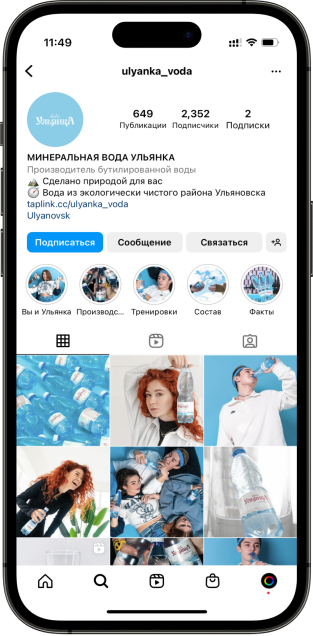 11:49
ulyanka_voda
УльянкА
649 2,352 2
Публикации Подписчики Подписки
МИНЕРАЛЬНАЯ ВОДА УЛЬЯНКА
Производитель бутилированной воды
Сделано природой для вас
Вода из экологически чистого района Ульяновска
taplink.cc/ulyanka_voda
Ulyanovsk
Подписаться Сообщение Связаться
Вы и Ульянка Производс... Тренировки Состав Факты